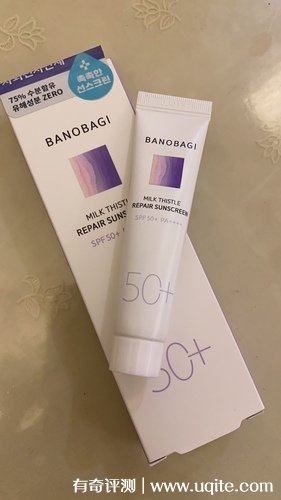 75% 수분함유
유해성분 ZERO
촉촉한
선스크린
BANOBAGI
MILK THISTLE
REPAIR SUNSC
SPF 50+ P
50+
BANOBAGI
MILK THISTLE
REPAIR SUNSCREEN
SPF 50+ PA++++
50+
有奇评测 | www.uqite.com